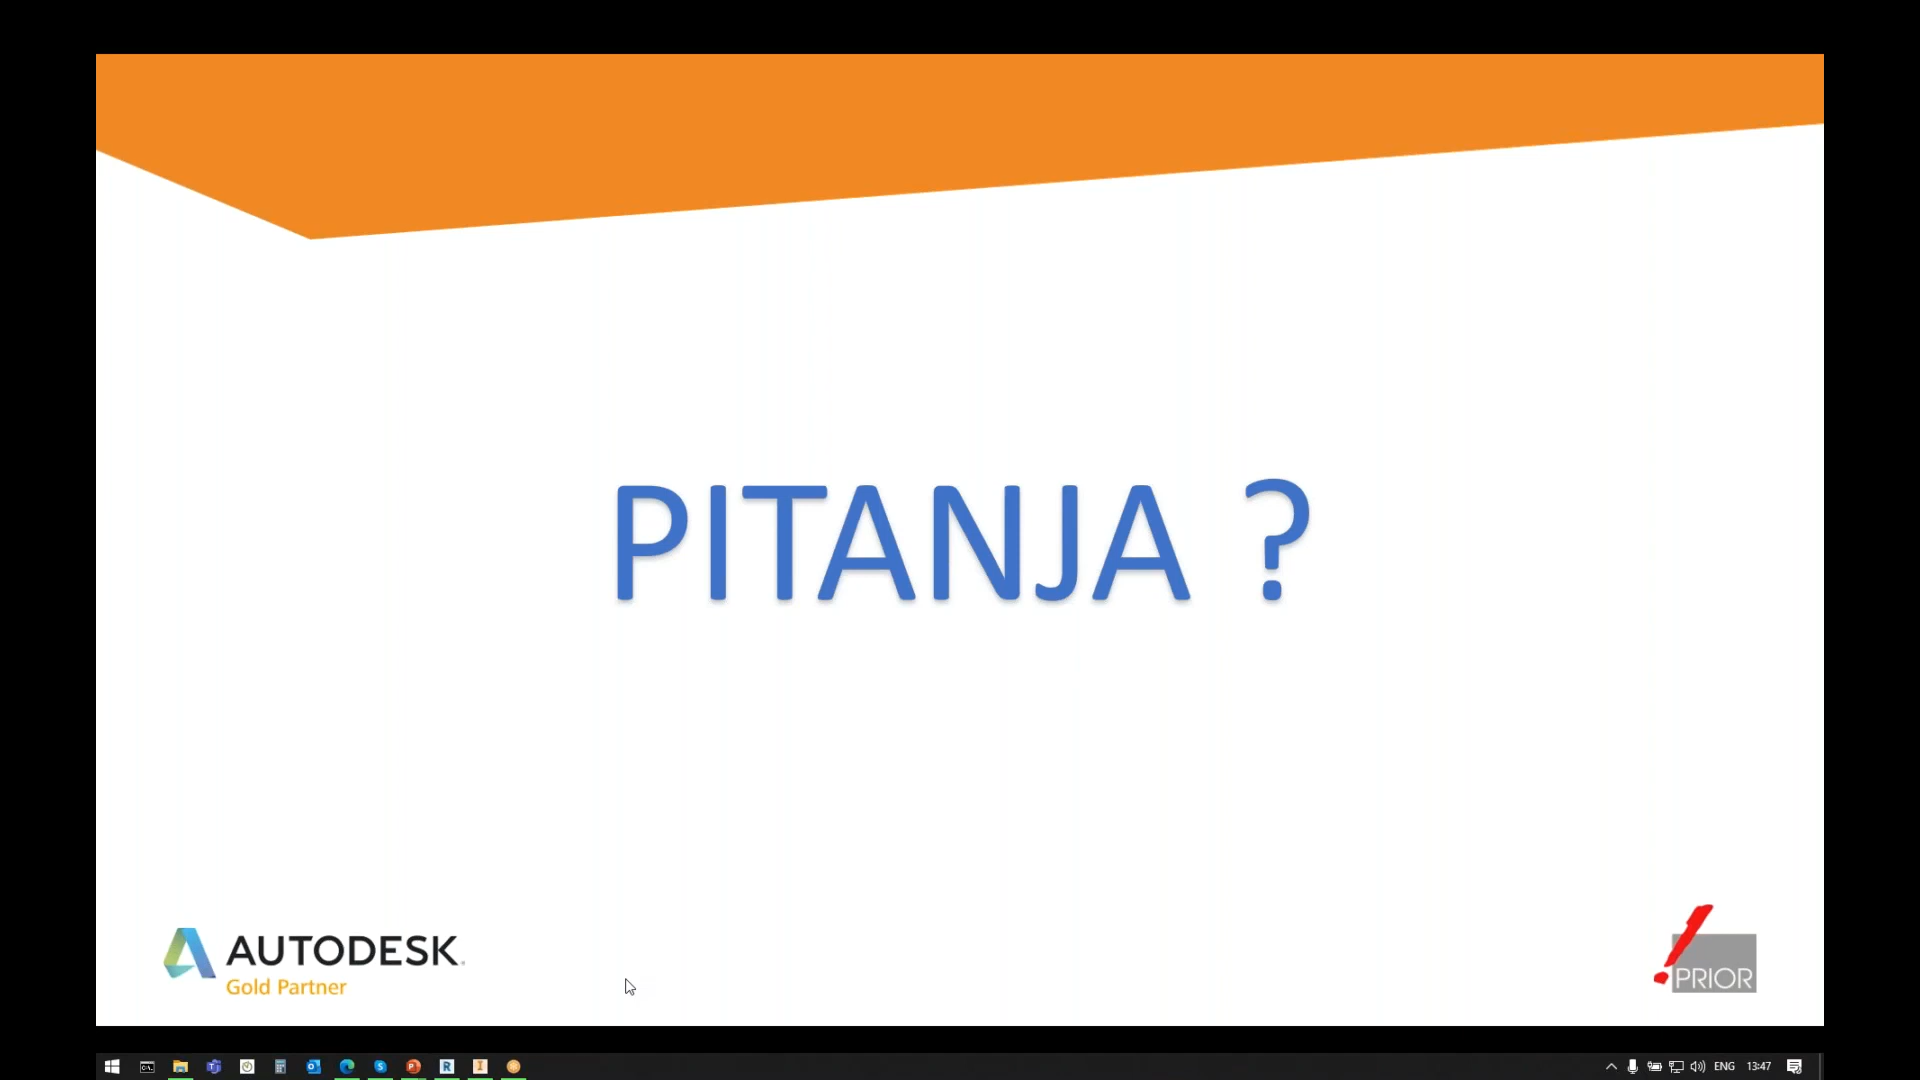 PITANJA ?
AUTODESK
Gold Partner
PRIOR
ENG
13:47